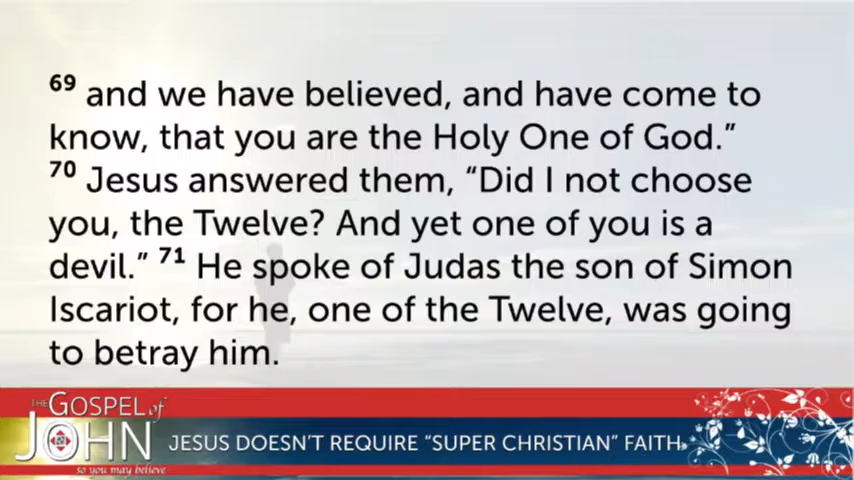 69 and we have believed, and have come to
know, that you are the Holy One of God.”
70 Jesus answered them, “Did I not choose
you, the Twelve? And yet one of you is a
devil.” 71 He spoke of Judas the son of Simon
Iscariot, for he, one of the Twelve, was going
to betray him.
THE GOSPEL of
JOHN
so you may believe
JESUS DOESN’T REQUIRE “SUPER CHRISTIAN” FAITH